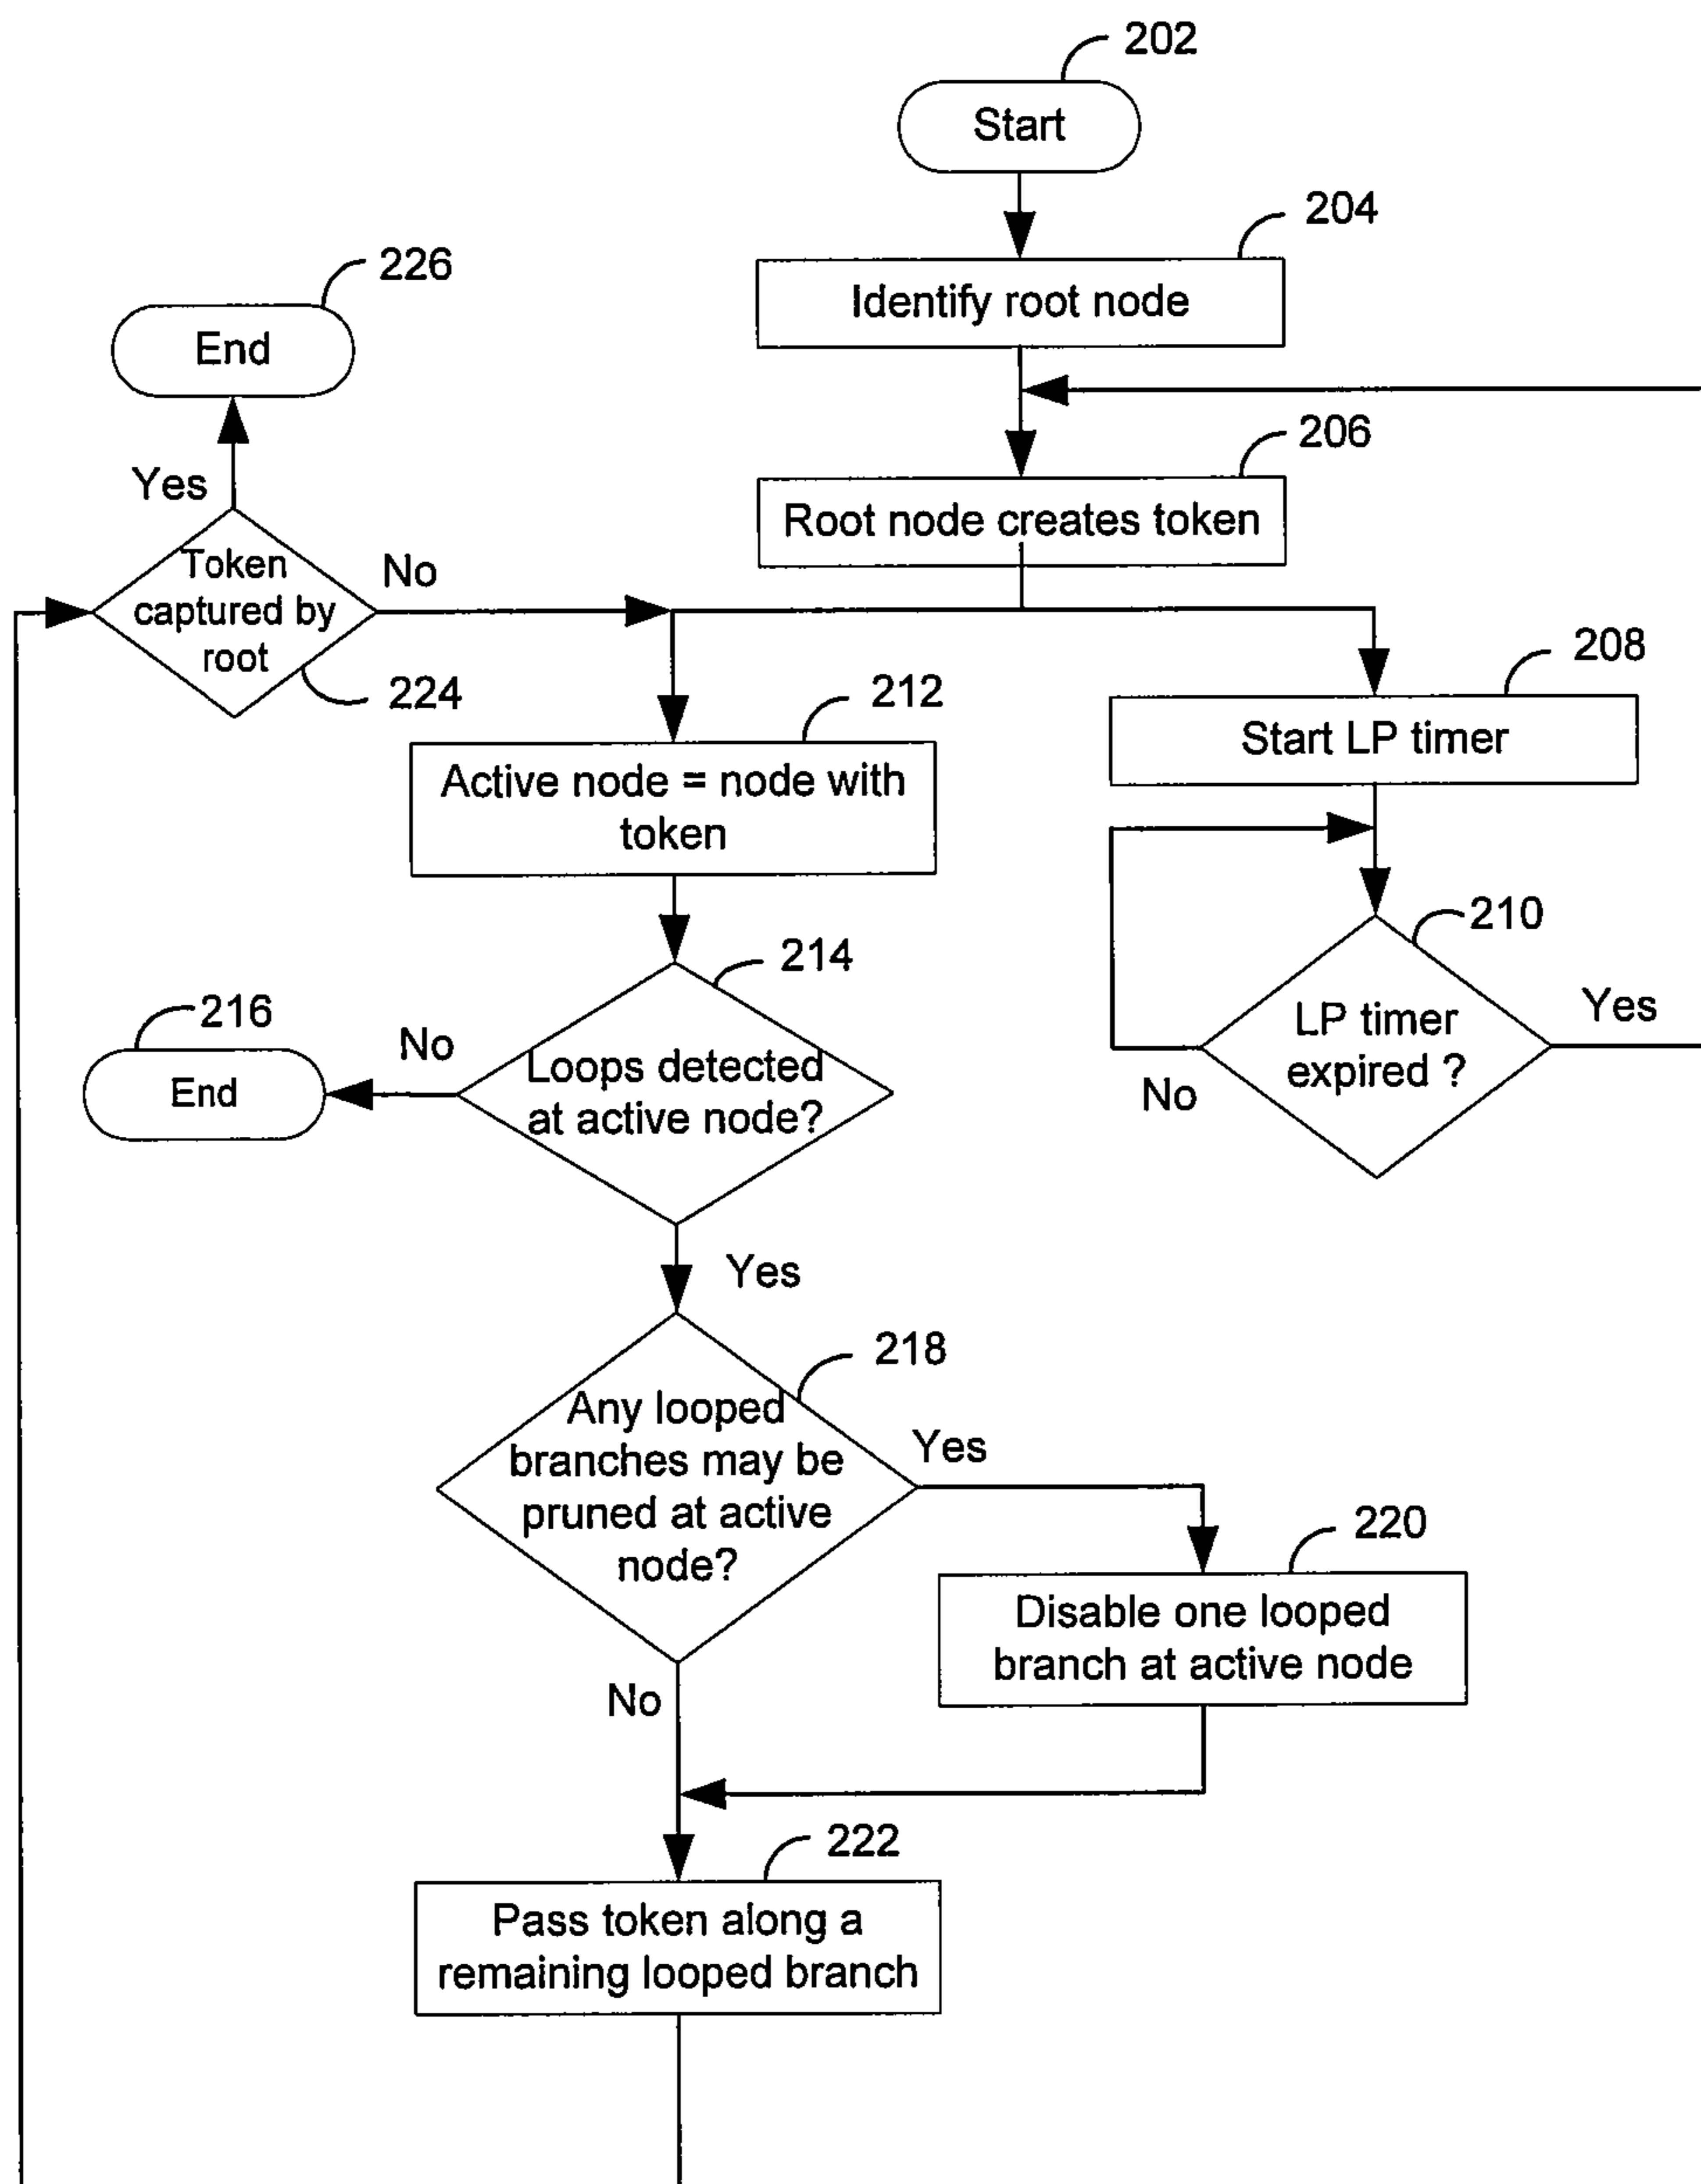 202
Start
204
Identify root node
226
End
206
Root node creates token
Yes
Token
captured by
root
No
224
208
Start LP timer
212
Active node = node with
token
210
LP timer
expired ?
Yes
No
214
Loops detected
at active node?
No
216
End
Yes
218
Any looped
branches may be
pruned at active
node?
Yes
220
Disable one looped
branch at active node
No
222
Pass token along a
remaining looped branch